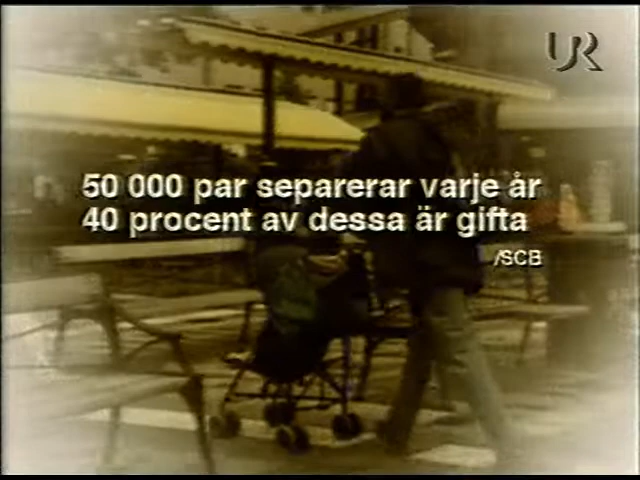 UR
50 000 par separerar varje år
40 procent av dessa är gifta
/SCB